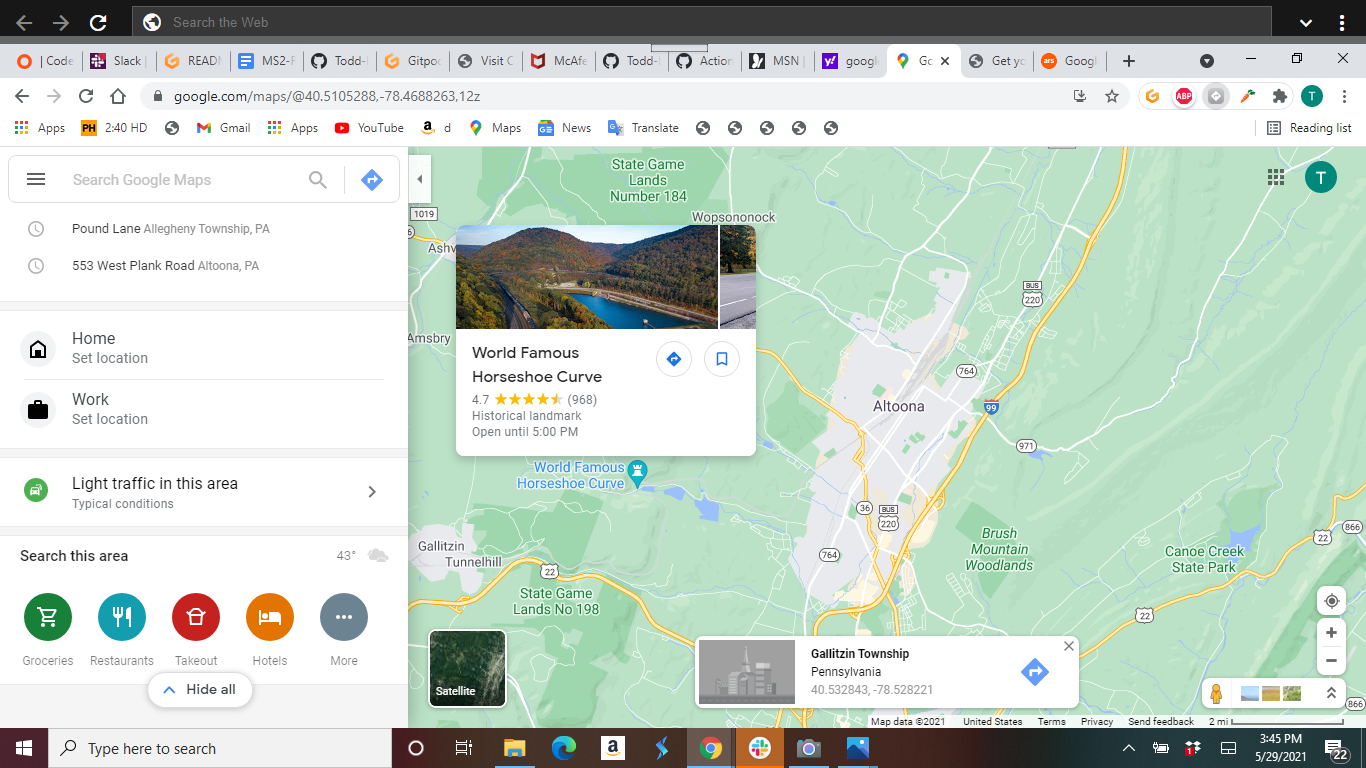 Search the Web
| Code
Slack |
READ
MS2-F
Todd-
Gitpo
Visit C
McAfe
Todd-
Action
MSN |
googl
Go
Get yo
ars
Googl
google.com/maps/@40.5105288,-78.4688263,12z
ABP
T
Apps
PH
2:40 HD
Gmail
Apps
YouTube
a
d
Maps
News
Translate
Reading list
Search Google Maps
Pound Lane Allegheny Township, PA
553 West Plank Road Altoona, PA
Home
Set location
Work
Set location
Light traffic in this area
Typical conditions
Search this area
43°
Groceries
Restaurants
Takeout
Hotels
More
Hide all
State Game
Lands
Number 184
1019
Wopsononock
Ashv
Amsbry
World Famous
Horseshoe Curve
4.7
(968)
Historical landmark
Open until 5:00 PM
World Famous
Horseshoe Curve
BUS
220
764
Altoona
99
971
36
BUS
220
764
Brush
Mountain
Woodlands
Canoe Creek
State Park
22
866
Gallitzin
Tunnelhill
22
State Game
Lands No 198
22
866
T
Satellite
Gallitzin Township
Pennsylvania
40.532843, -78.528221
Map data ©2021
United States
Terms
Privacy
Send feedback
2 mi
Type here to search
a
1
3:45 PM
5/29/2021
22